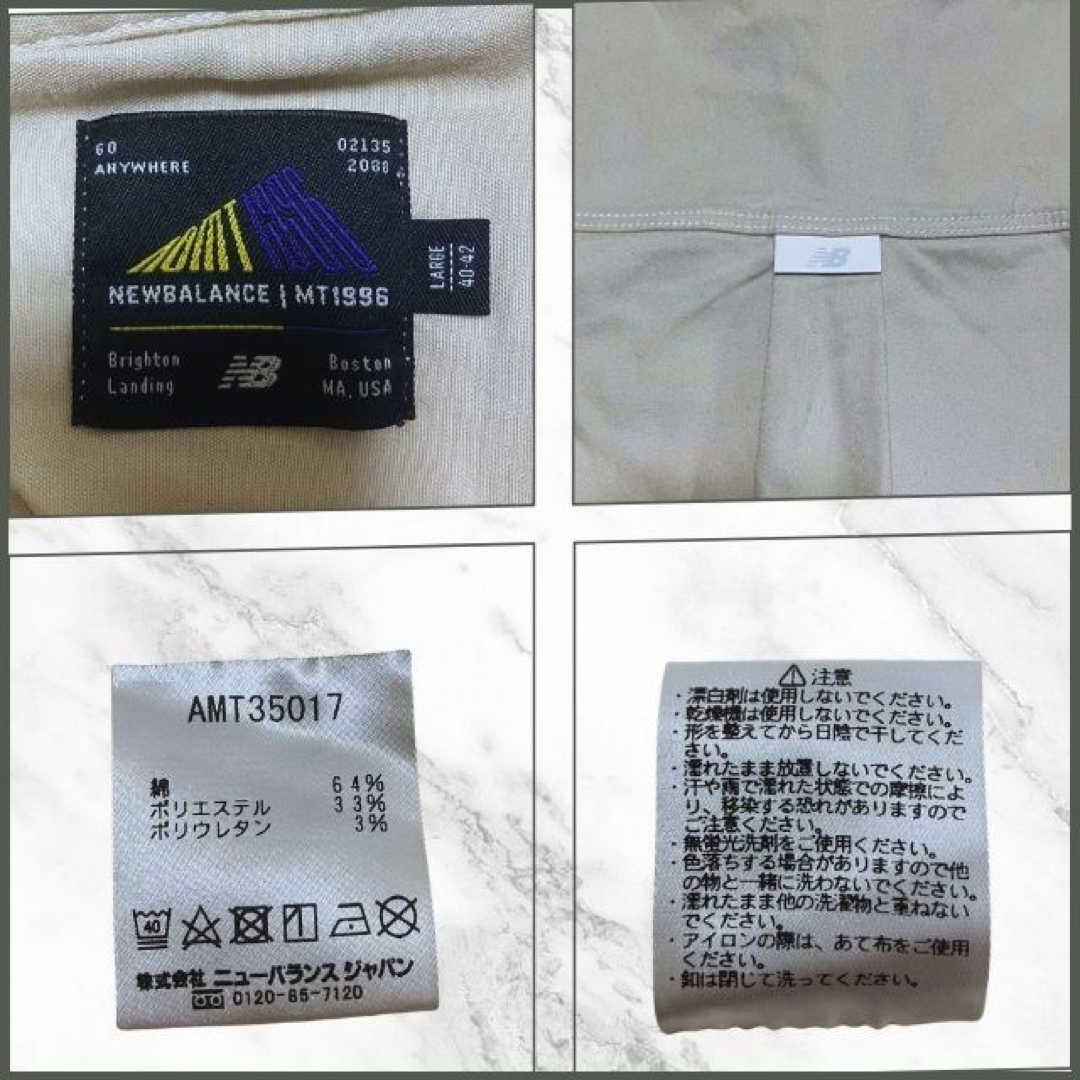 GO 02135
ANYWHERE 2088
NEWBALANCE | MT1996
Brighton NB Boston
Landing MA, USA
LARGE
40-42
NB
AMT35017
綿 64%
ポリエステル 33%
ポリウレタン 3%
40
株式会社 ニューバランス ジャパン
0120-85-7120
注意
・漂白剤は使用しないでください。
・乾燥機は使用しないでください。
・形を整えてから日陰で干してくだ
さい。
・濡れたまま放置しないでください。
・汗や雨で濡れた状態での摩擦によ
り、移染する恐れがありますので
ご注意ください。
・無蛍光洗剤をご使用ください。
・色落ちする場合がありますので他
の物と一緒に洗わないでください。
・濡れたまま他の洗濯物と重ねない
でください。
・アイロンの際は、あて布をご使用
ください。
・釦は閉じて洗ってください。